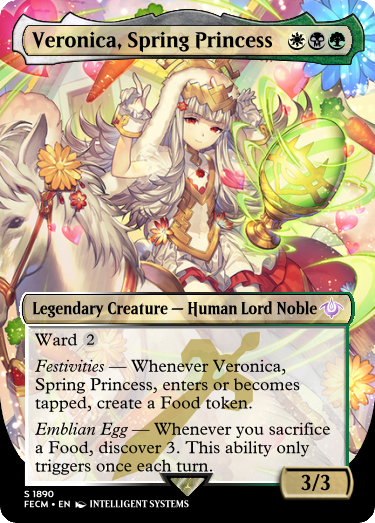 Veronica, Spring Princess
Legendary Creature — Human Lord Noble
Ward 2
Festivities — Whenever Veronica,
Spring Princess, enters or becomes
tapped, create a Food token.
Emblian Egg — Whenever you sacrifice
a Food, discover 3. This ability only
triggers once each turn.
3/3
S 1890
FECM • EN INTELLIGENT SYSTEMS